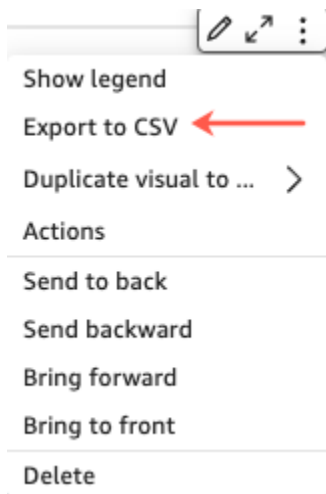 Show legend
Export to CSV
Duplicate visual to ...
Actions
Send to back
Send backward
Bring forward
Bring to front
Delete